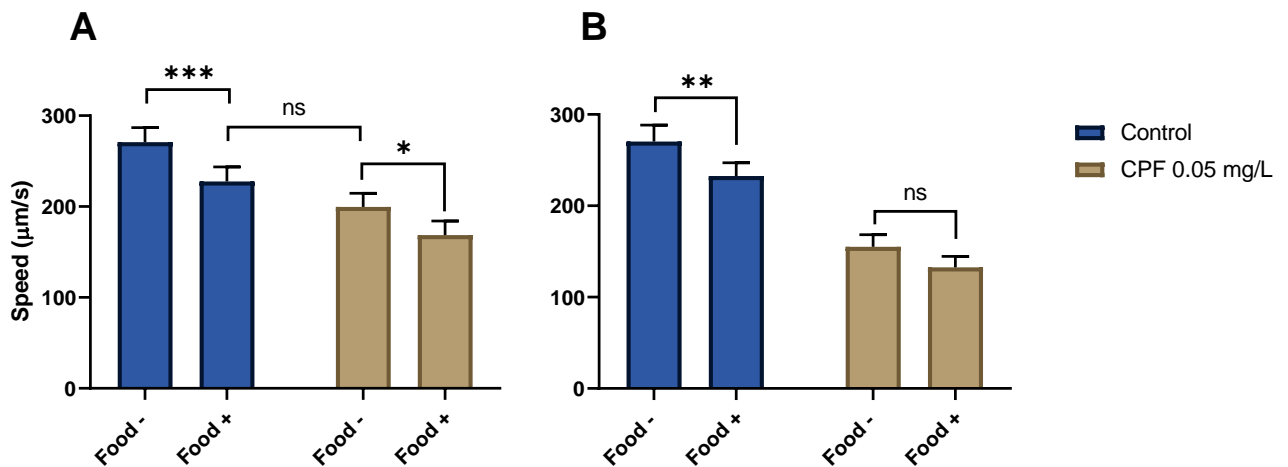 A
B
***
ns
*
**
ns
Speed (μm/s)
300
200
100
0
300
200
100
0
Food -
Food +
Food -
Food +
Food -
Food +
Food -
Food +
Control
CPF 0.05 mg/L